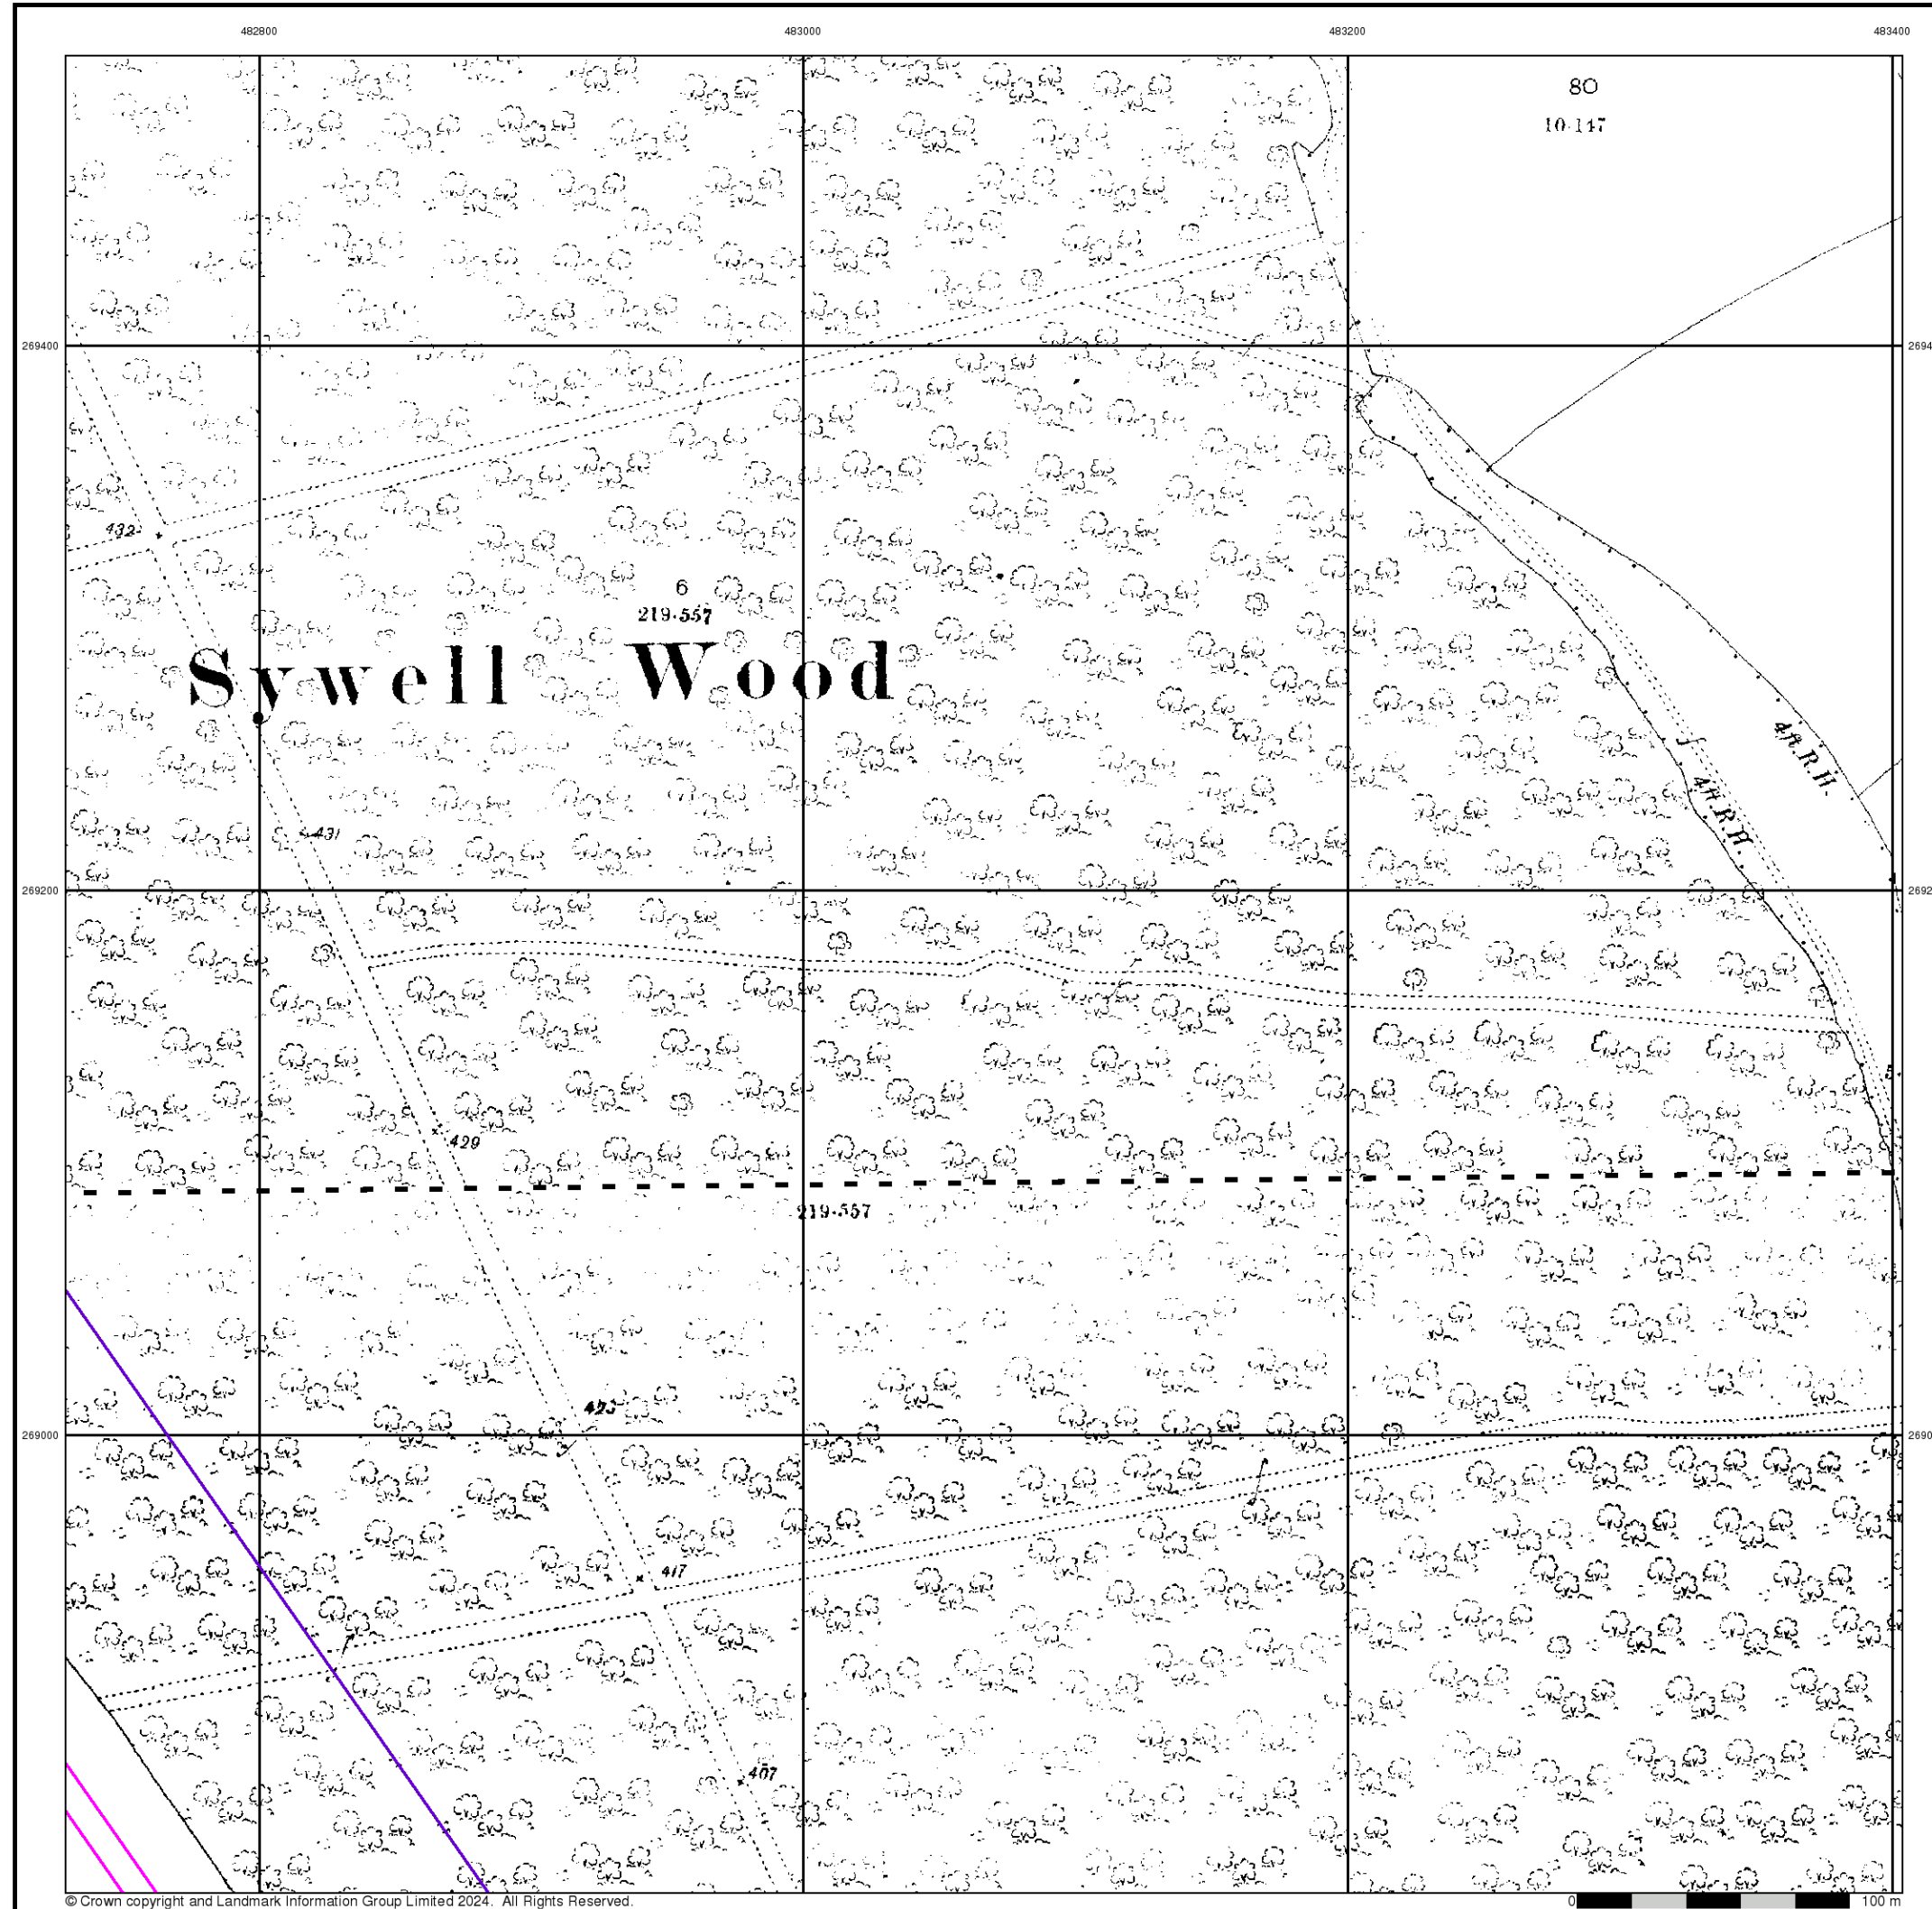 482800 483000 483200 483400
80
10·147
269400
432
6
219·557
Sywell Wood
4ft.R.H.
4ft.R.H.
431
269200
429
219·557
423
269000
417
407
© Crown copyright and Landmark Information Group Limited 2024. All Rights Reserved.
0 100 m